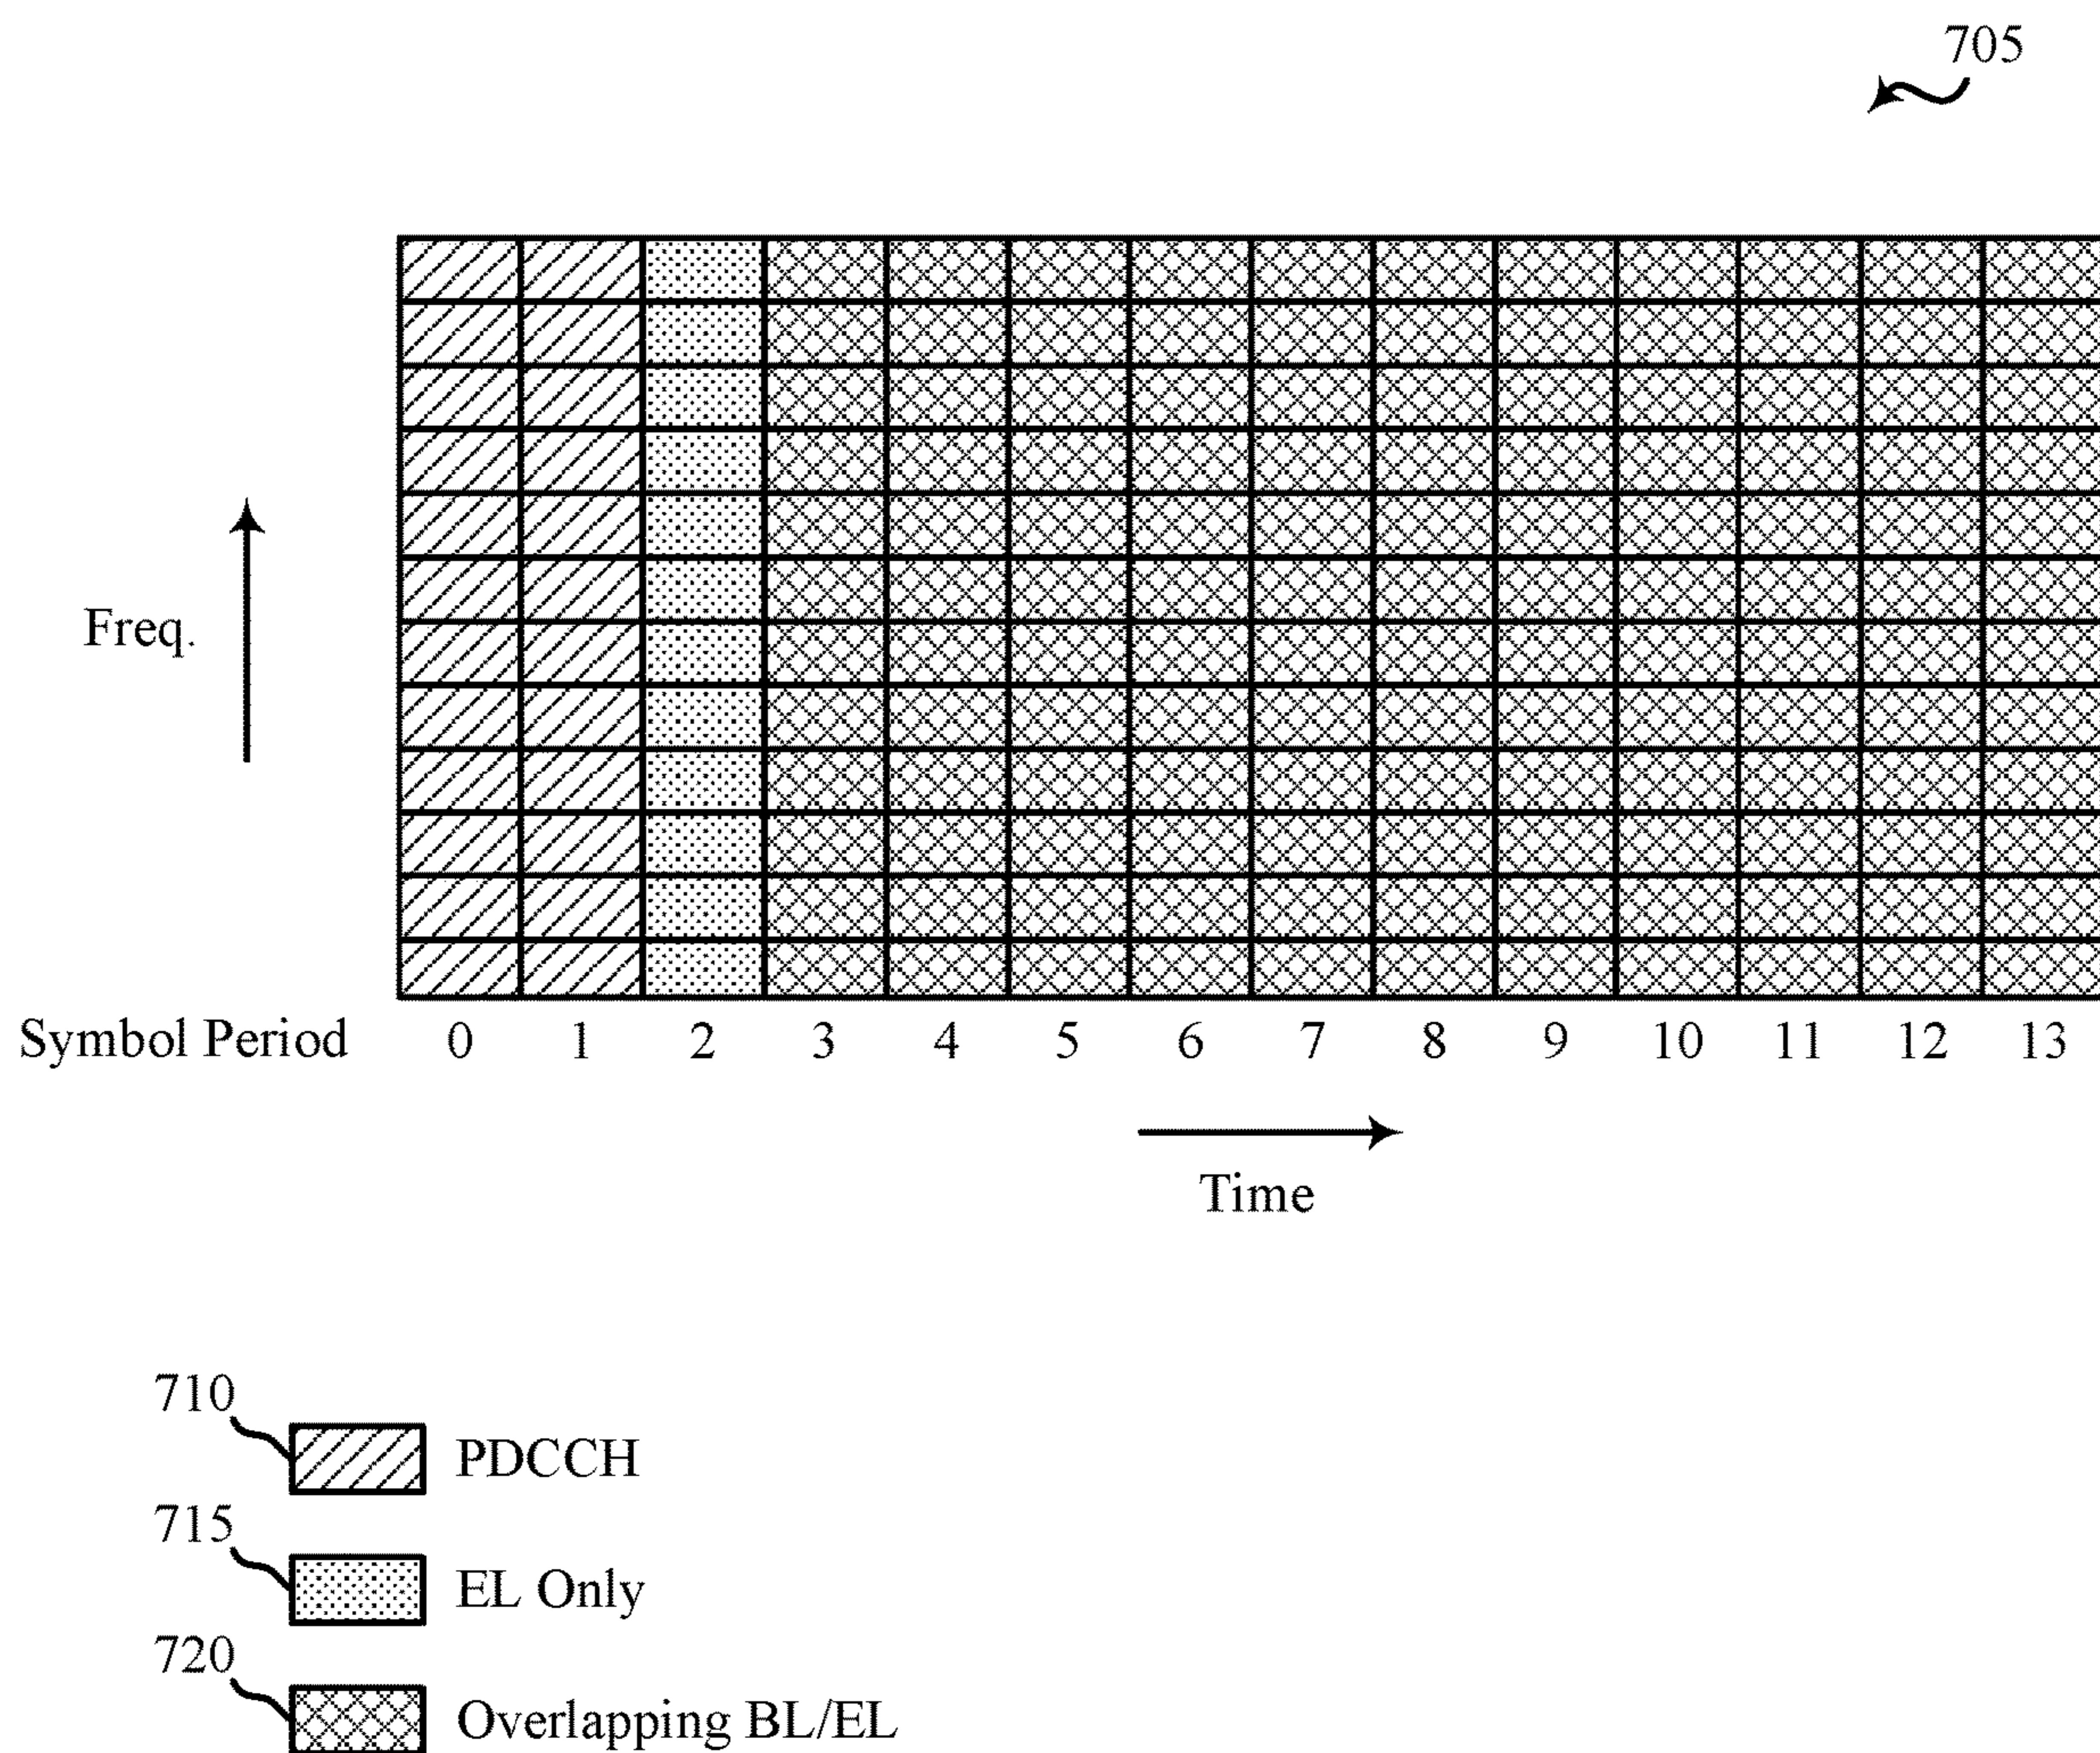 705
Freq.
Symbol Period 0 1 2 3 4 5 6 7 8 9 10 11 12 13
Time
710 PDCCH
715 EL Only
720 Overlapping BL/EL